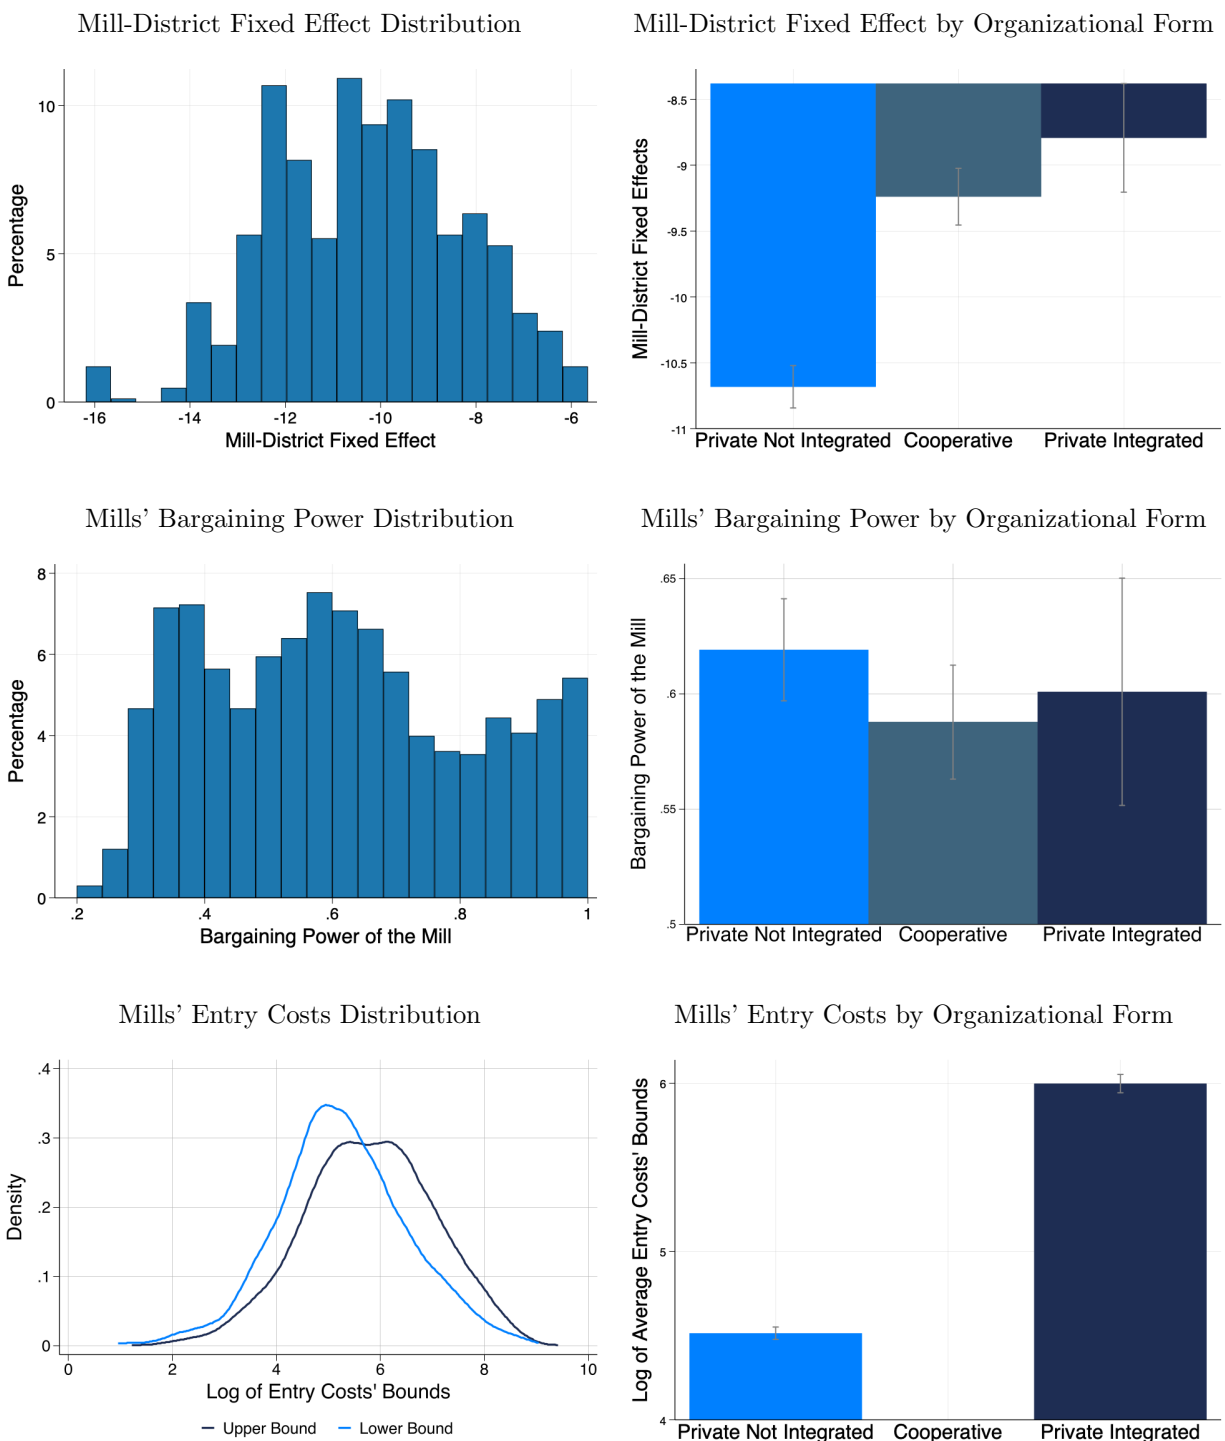 Mill-District Fixed Effect Distribution
Percentage
10
5
0
-16 -14 -12 -10 -8 -6
Mill-District Fixed Effect
Mill-District Fixed Effect by Organizational Form
Mill-District Fixed Effects
-8.5
-9
-9.5
-10
-10.5
-11
Private Not Integrated Cooperative Private Integrated
Mills' Bargaining Power Distribution
Percentage
8
6
4
2
0
.2 .4 .6 .8 1
Bargaining Power of the Mill
Mills' Bargaining Power by Organizational Form
Bargaining Power of the Mill
.65
.6
.55
.5
Private Not Integrated Cooperative Private Integrated
Mills' Entry Costs Distribution
Density
.4
.3
.2
.1
0
0 2 4 6 8 10
Log of Entry Costs' Bounds
Upper Bound Lower Bound
Mills' Entry Costs by Organizational Form
Log of Average Entry Costs' Bounds
6
5
4
Private Not Integrated Cooperative Private Integrated